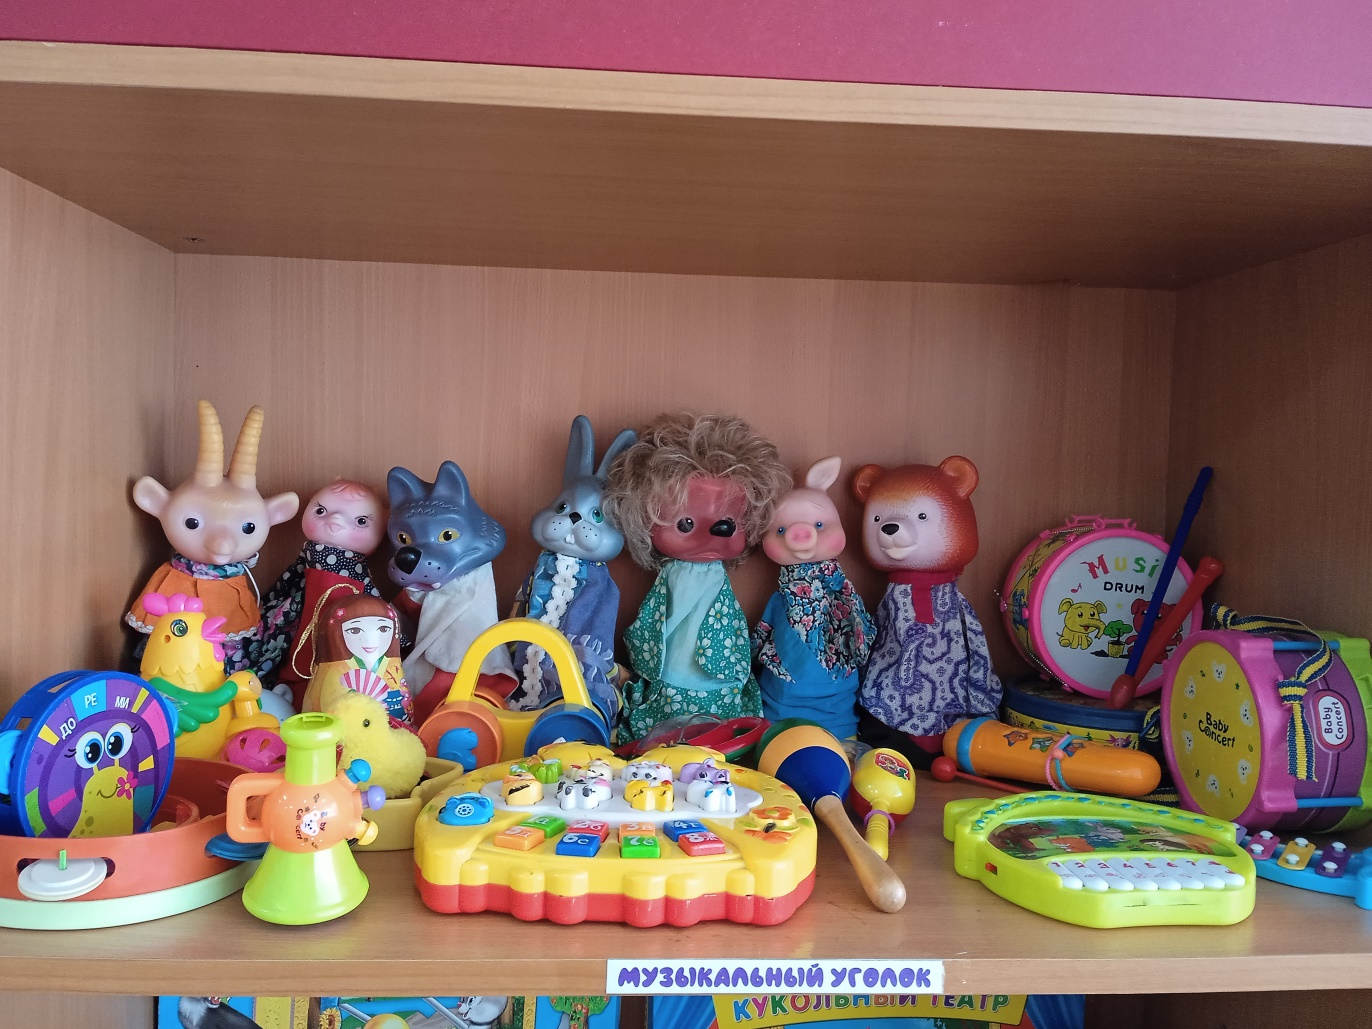 ДО РЕ МИ
MUSI
DRUM
Baby
Concert
Baby
Concert
МУЗЫКАЛЬНЫЙ УГОЛОК
КУКОЛЬНЫЙ ТЕАТР